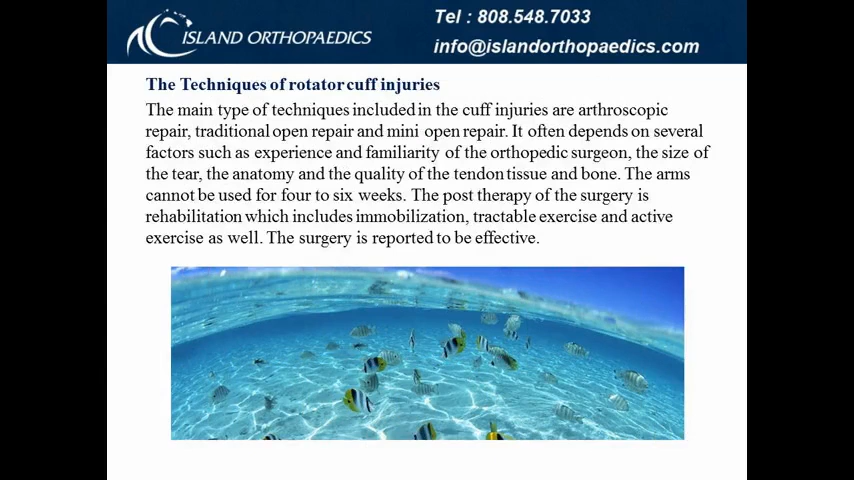 ISLAND ORTHOPAEDICS
Tel : 808.548.7033
info@islandorthopaedics.com
The Techniques of rotator cuff injuries
The main type of techniques included in the cuff injuries are arthroscopic
repair, traditional open repair and mini open repair. It often depends on several
factors such as experience and familiarity of the orthopedic surgeon, the size of
the tear, the anatomy and the quality of the tendon tissue and bone. The arms
cannot be used for four to six weeks. The post therapy of the surgery is
rehabilitation which includes immobilization, tractable exercise and active
exercise as well. The surgery is reported to be effective.